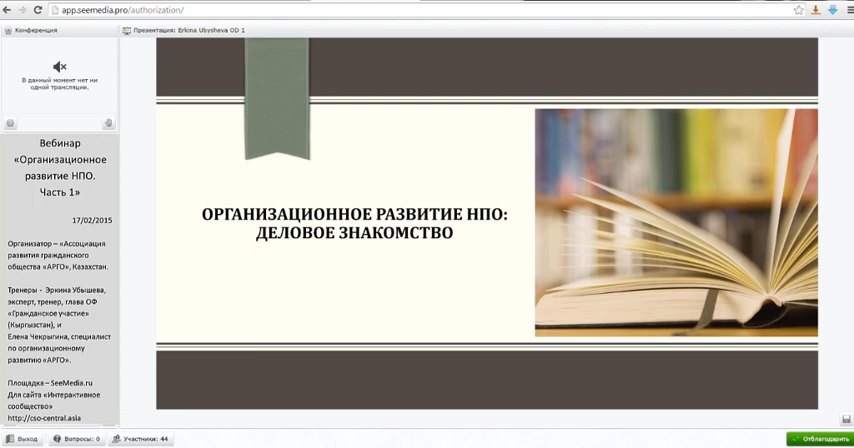 app.seemedia.pro/authorization/
Конференция
Презентация: Erkina Ubysheva OD 1
В данный момент нет ни
одной трансляции.
Вебинар
«Организационное
развитие НПО.
Часть 1»
17/02/2015
Организатор – «Ассоциация
развития гражданского
общества «АРГО», Казахстан.
Тренеры - Эркина Убышева,
эксперт, тренер, глава ОФ
«Гражданское участие»
(Кыргызстан), и
Елена Чекрыгина, специалист
по организационному
развитию «АРГО».
Площадка – SeeMedia.ru
Для сайта «Интерактивное
сообщество»
http://cso-central.asia
ОРГАНИЗАЦИОННОЕ РАЗВИТИЕ НПО:
ДЕЛОВОЕ ЗНАКОМСТВО
Выход
Вопросы: 0
Участники: 44
Отблагодарить